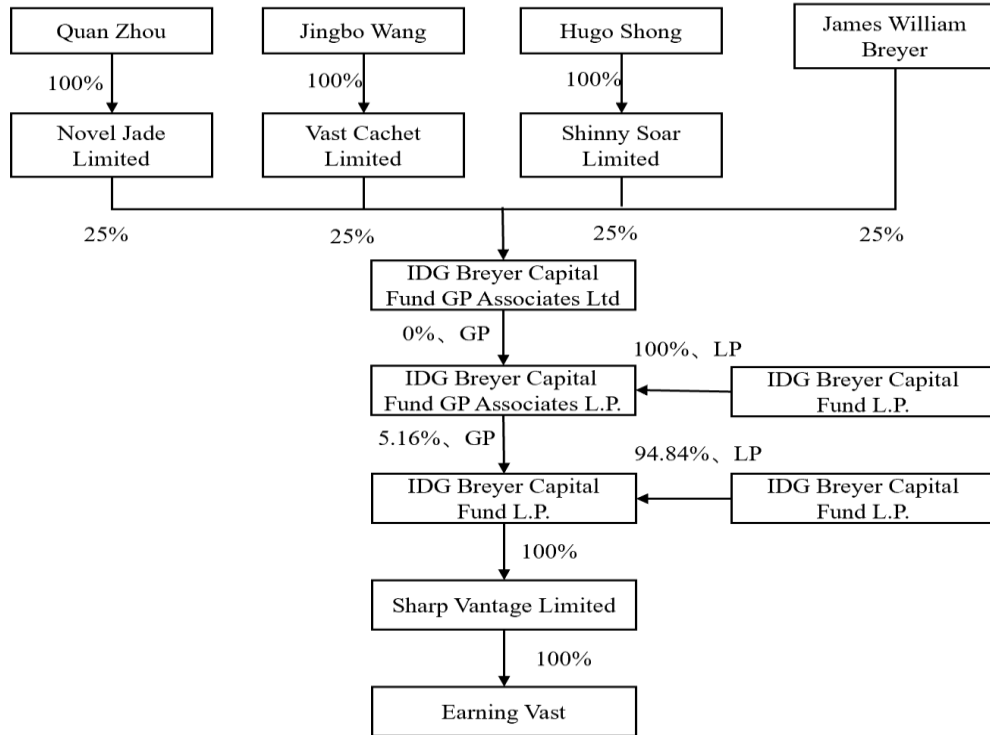 Quan Zhou
Jingbo Wang
Hugo Shong
James William
Breyer
100%
100%
100%
Novel Jade
Limited
Vast Cachet
Limited
Shinny Soar
Limited
25%
25%
25%
25%
IDG Breyer Capital
Fund GP Associates Ltd
0%、GP
100%、LP
IDG Breyer Capital
Fund GP Associates L.P.
IDG Breyer Capital
Fund L.P.
5.16%、GP
94.84%、LP
IDG Breyer Capital
Fund L.P.
IDG Breyer Capital
Fund L.P.
100%
Sharp Vantage Limited
100%
Earning Vast